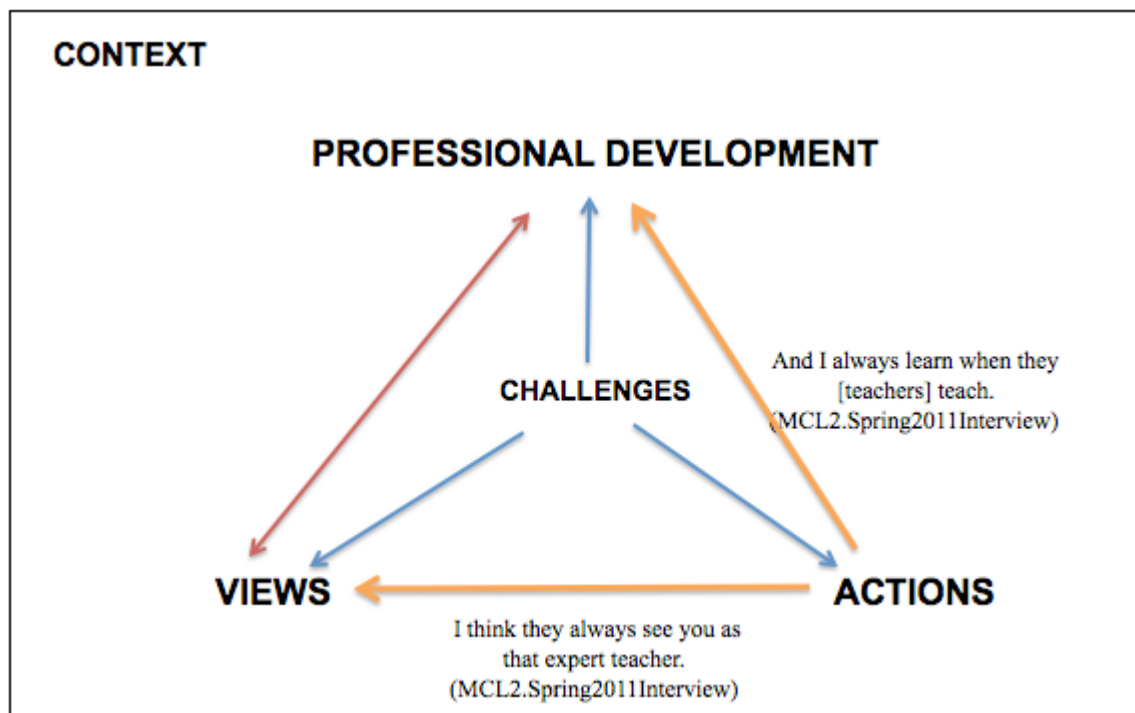 CONTEXT
PROFESSIONAL DEVELOPMENT
CHALLENGES
And I always learn when they
[teachers] teach.
(MCL2.Spring2011Interview)
VIEWS
ACTIONS
I think they always see you as
that expert teacher.
(MCL2.Spring2011Interview)